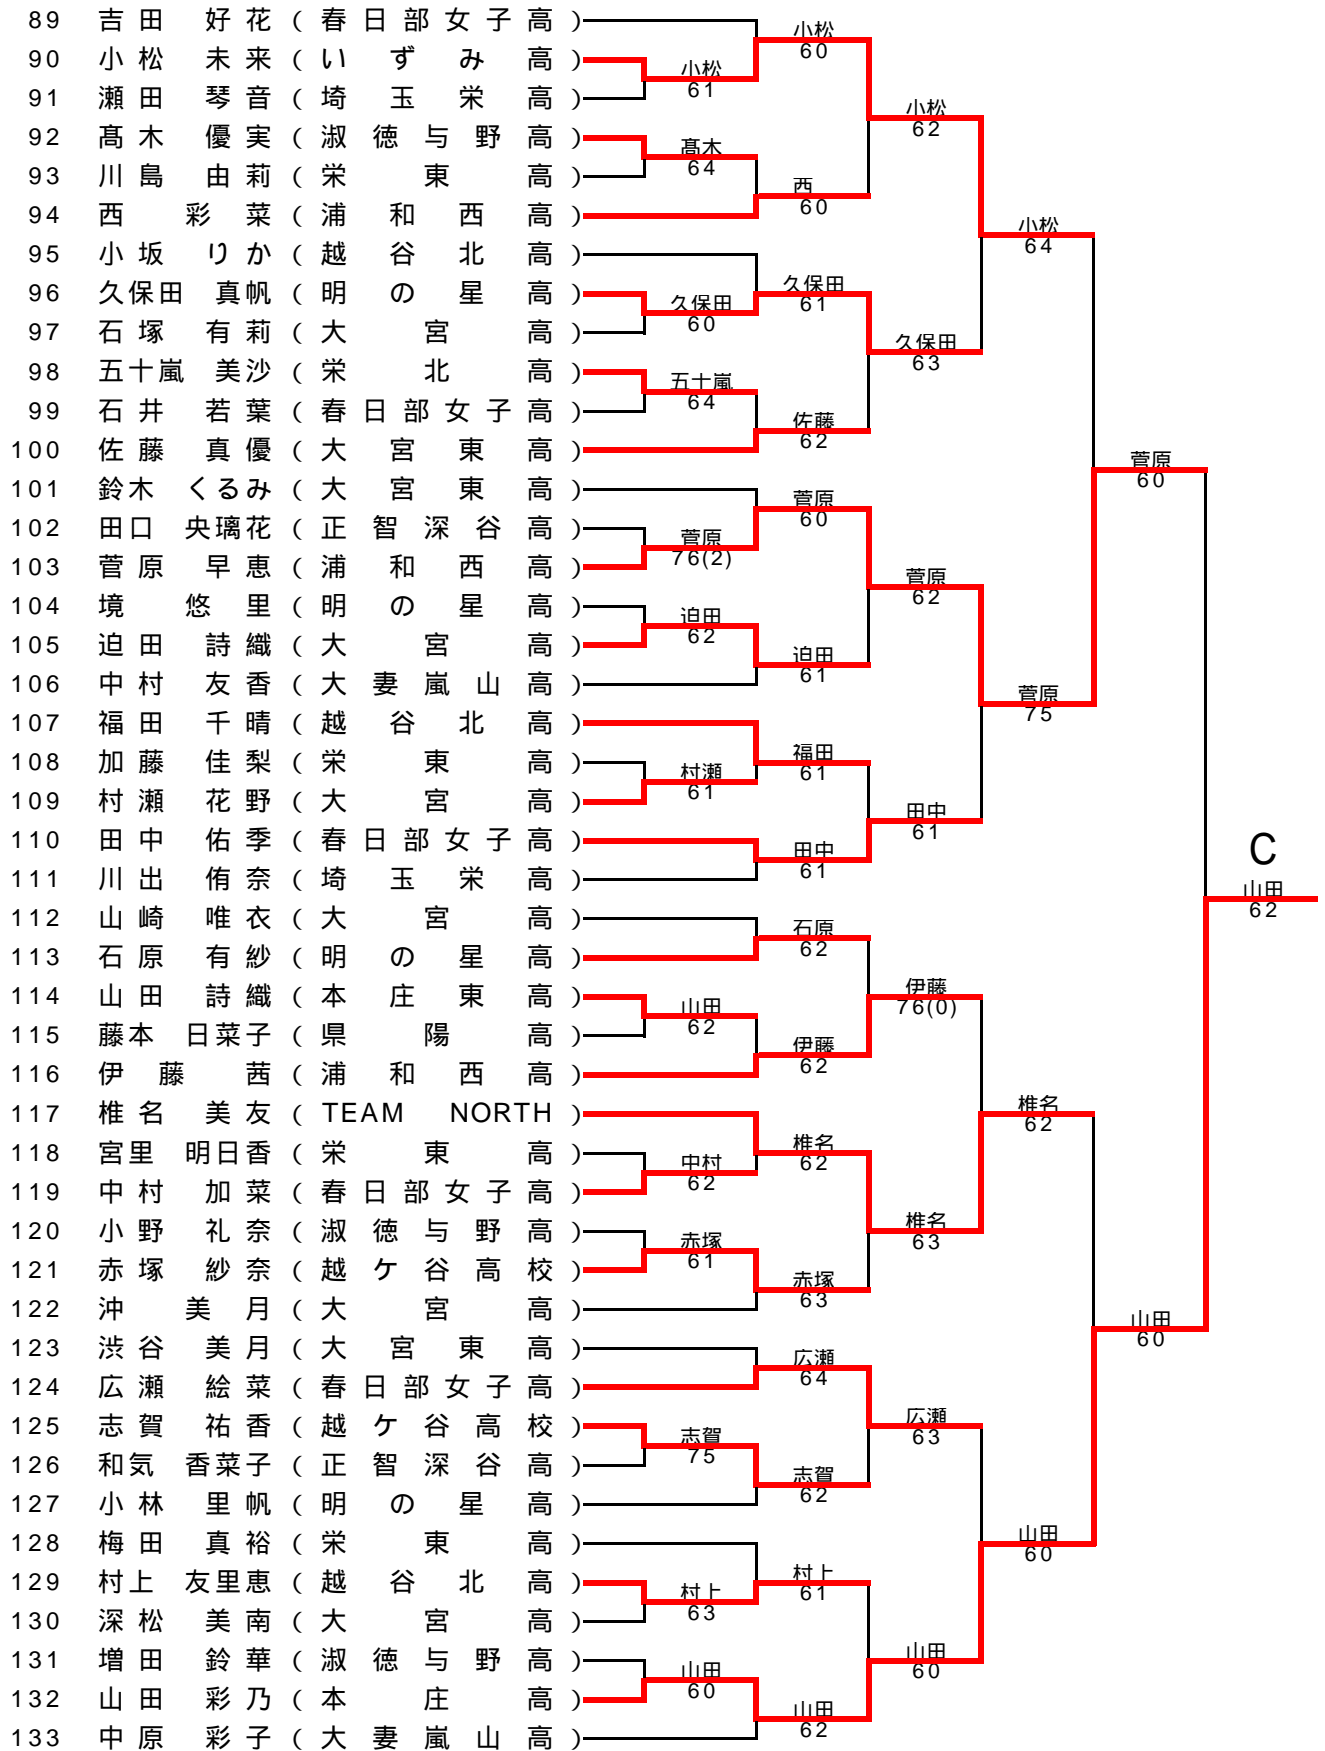 89 吉田 好花 (春日部女子高)
90 小松 未来 (いずみ高)
91 瀬田 琴音 (埼玉栄高)
92 髙木 優実 (淑徳与野高)
93 川島 由莉 (栄東高)
94 西 彩菜 (浦和西高)
95 小坂 りか (越谷北高)
96 久保田 真帆 (明の星高)
97 石塚 有莉 (大宮高)
98 五十嵐 美沙 (栄北高)
99 石井 若葉 (春日部女子高)
100 佐藤 真優 (大宮東高)
101 鈴木 くるみ (大宮東高)
102 田口 央璃花 (正智深谷高)
103 菅原 早恵 (浦和西高)
104 境 悠里 (明の星高)
105 迫田 詩織 (大宮高)
106 中村 友香 (大妻嵐山高)
107 福田 千晴 (越谷北高)
108 加藤 佳梨 (栄東高)
109 村瀬 花野 (大宮高)
110 田中 佑季 (春日部女子高)
111 川出 侑奈 (埼玉栄高)
112 山崎 唯衣 (大宮高)
113 石原 有紗 (明の星高)
114 山田 詩織 (本庄東高)
115 藤本 日菜子 (県陽高)
116 伊藤 茜 (浦和西高)
117 椎名 美友 (TEAM NORTH)
118 宮里 明日香 (栄東高)
119 中村 加菜 (春日部女子高)
120 小野 礼奈 (淑徳与野高)
121 赤塚 紗奈 (越ケ谷高校)
122 沖 美月 (大宮高)
123 渋谷 美月 (大宮東高)
124 広瀬 絵菜 (春日部女子高)
125 志賀 祐香 (越ケ谷高校)
126 和気 香菜子 (正智深谷高)
127 小林 里帆 (明の星高)
128 梅田 真裕 (栄東高)
129 村上 友里恵 (越谷北高)
130 深松 美南 (大宮高)
131 増田 鈴華 (淑徳与野高)
132 山田 彩乃 (本庄高)
133 中原 彩子 (大妻嵐山高)
小松
61
髙木
64
久保田
60
五十嵐
64
菅原
76(2)
迫田
62
村瀬
61
山田
62
中村
62
赤塚
61
志賀
75
村上
63
山田
60
小松
60
西
60
久保田
61
佐藤
62
菅原
60
迫田
61
福田
61
田中
61
石原
62
伊藤
62
椎名
62
赤塚
63
広瀬
64
志賀
62
村上
61
山田
62
小松
62
久保田
63
菅原
62
田中
61
伊藤
76(0)
椎名
63
広瀬
63
山田
60
小松
64
菅原
75
椎名
62
山田
60
菅原
60
山田
60
C
山田
62